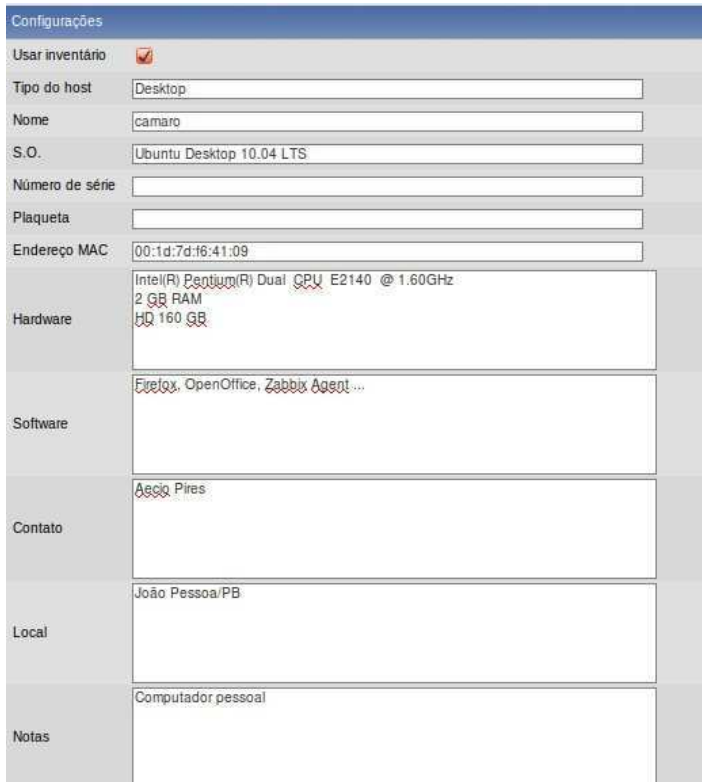 Configurações
Usar inventário
Tipo do host Desktop
Nome camaro
S.O. Ubuntu Desktop 10.04 LTS
Número de série
Plaqueta
Endereço MAC 00:1d:7d:f6:41:09
Hardware
Intel(R) Pentium(R) Dual CPU E2140 @ 1.60GHz
2 GB RAM
HD 160 GB
Software
Firefox, OpenOffice, Zabbix Agent ...
Contato
Aecio Pires
Local
João Pessoa/PB
Notas
Computador pessoal